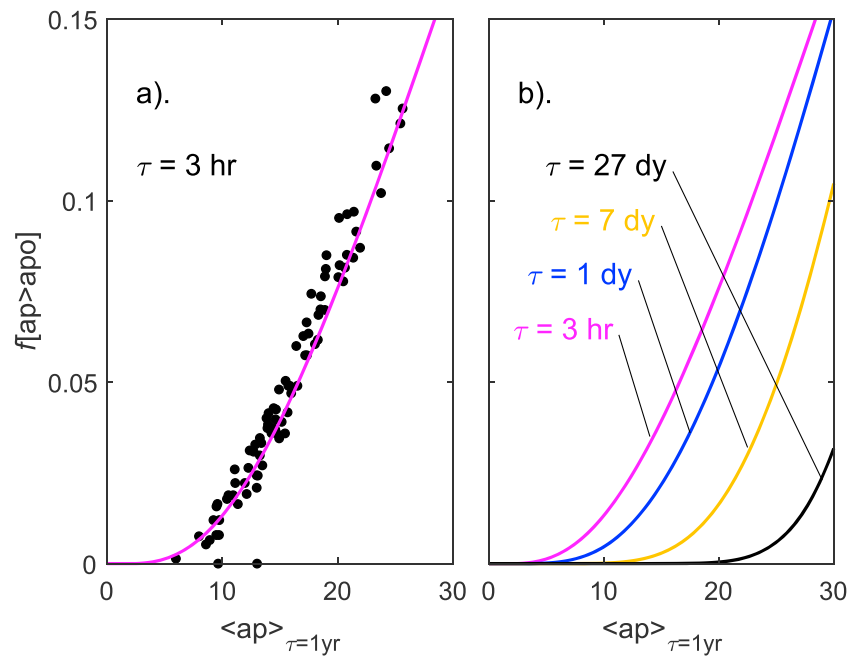 0.15
0.1
0.05
0
f[ap>apo]
a).
τ = 3 hr
0
10
20
30
<ap>τ=1yr
b).
τ = 27 dy
τ = 7 dy
τ = 1 dy
τ = 3 hr
0
10
20
30
<ap>τ=1yr